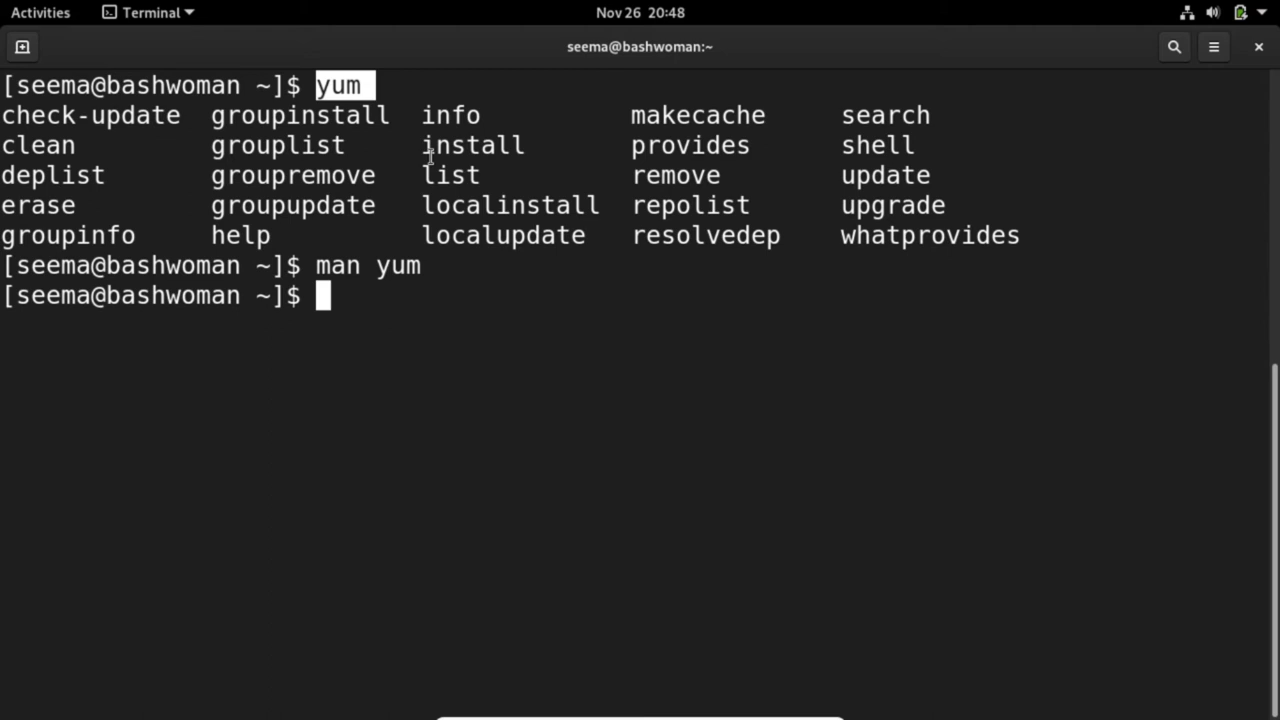 Activities Terminal Nov 26 20:48
seema@bashwoman:~
[seema@bashwoman ~]$ yum
check-update groupinstall info makecache search
clean grouplist install provides shell
deplist groupremove list remove update
erase groupupdate localinstall repolist upgrade
groupinfo help localupdate resolvedep whatprovides
[seema@bashwoman ~]$ man yum
[seema@bashwoman ~]$